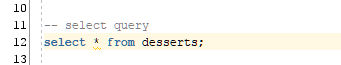 10
11 -- select query
12 select * from desserts;
13